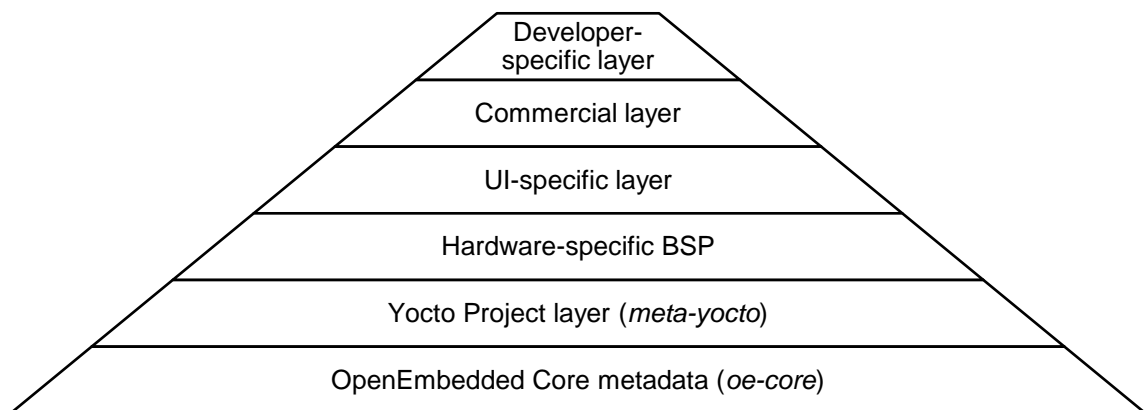 Developer-
specific layer
Commercial layer
UI-specific layer
Hardware-specific BSP
Yocto Project layer (meta-yocto)
OpenEmbedded Core metadata (oe-core)